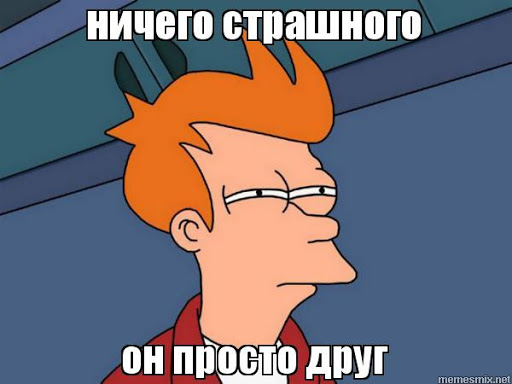 ничего страшного
он просто друг
memesmix.net